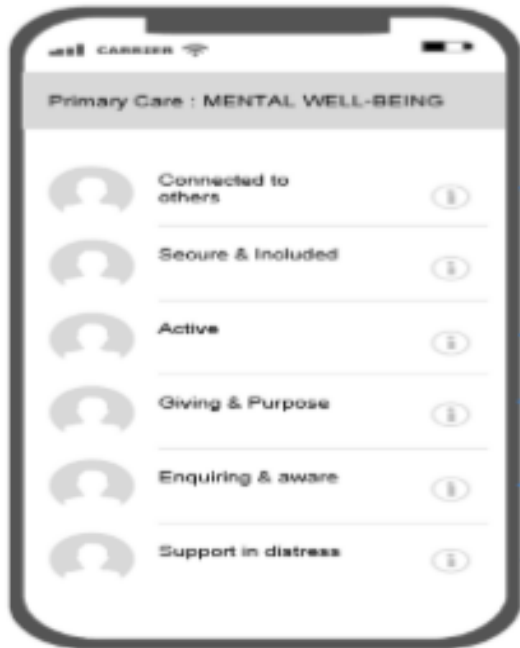 CARRIER
Primary Care : MENTAL WELL-BEING
Connected to
others
Secure & Included
Active
Giving & Purpose
Enquiring & aware
Support in distress